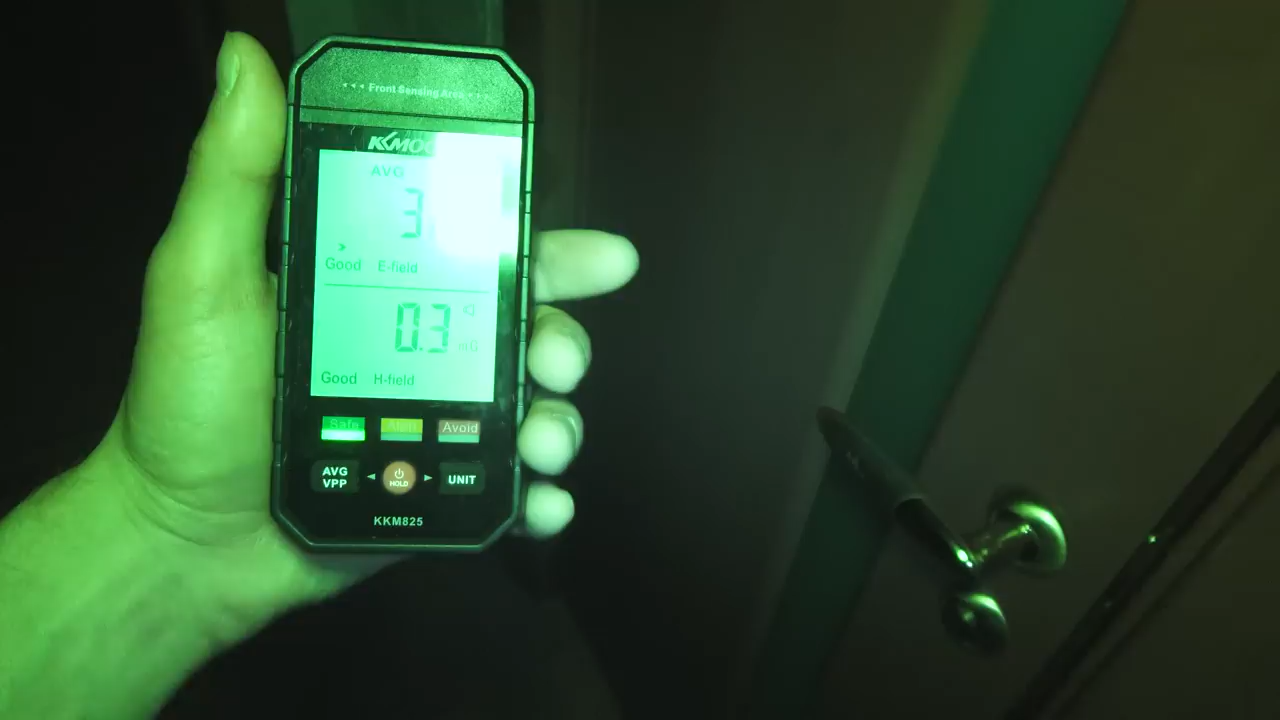 Front Sensing Area
KKMOO
AVG
3
Good E-field
0.3 mG
Good H-field
Safe Alert Avoid
AVG
VPP
HOLD
UNIT
KKM825